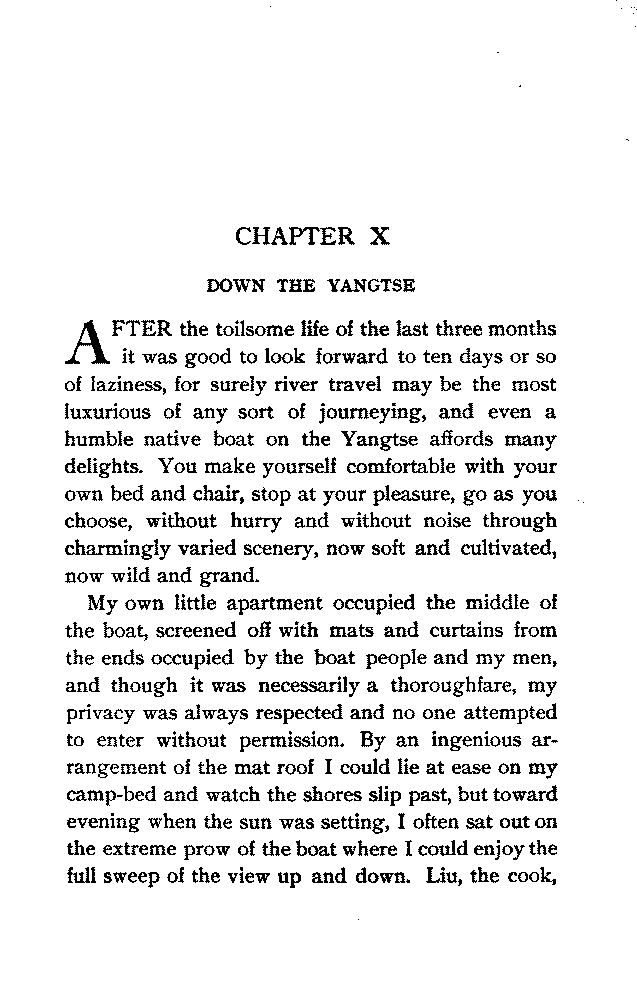 CHAPTER X
DOWN THE YANGTSE
AFTER the toilsome life of the last three months
it was good to look forward to ten days or so
of laziness, for surely river travel may be the most
luxurious of any sort of journeying, and even a
humble native boat on the Yangtse affords many
delights. You make yourself comfortable with your
own bed and chair, stop at your pleasure, go as you
choose, without hurry and without noise through
charmingly varied scenery, now soft and cultivated,
now wild and grand.
My own little apartment occupied the middle of
the boat, screened off with mats and curtains from
the ends occupied by the boat people and my men,
and though it was necessarily a thoroughfare, my
privacy was always respected and no one attempted
to enter without permission. By an ingenious ar-
rangement of the mat roof I could lie at ease on my
camp-bed and watch the shores slip past, but toward
evening when the sun was setting, I often sat out on
the extreme prow of the boat where I could enjoy the
full sweep of the view up and down. Liu, the cook,